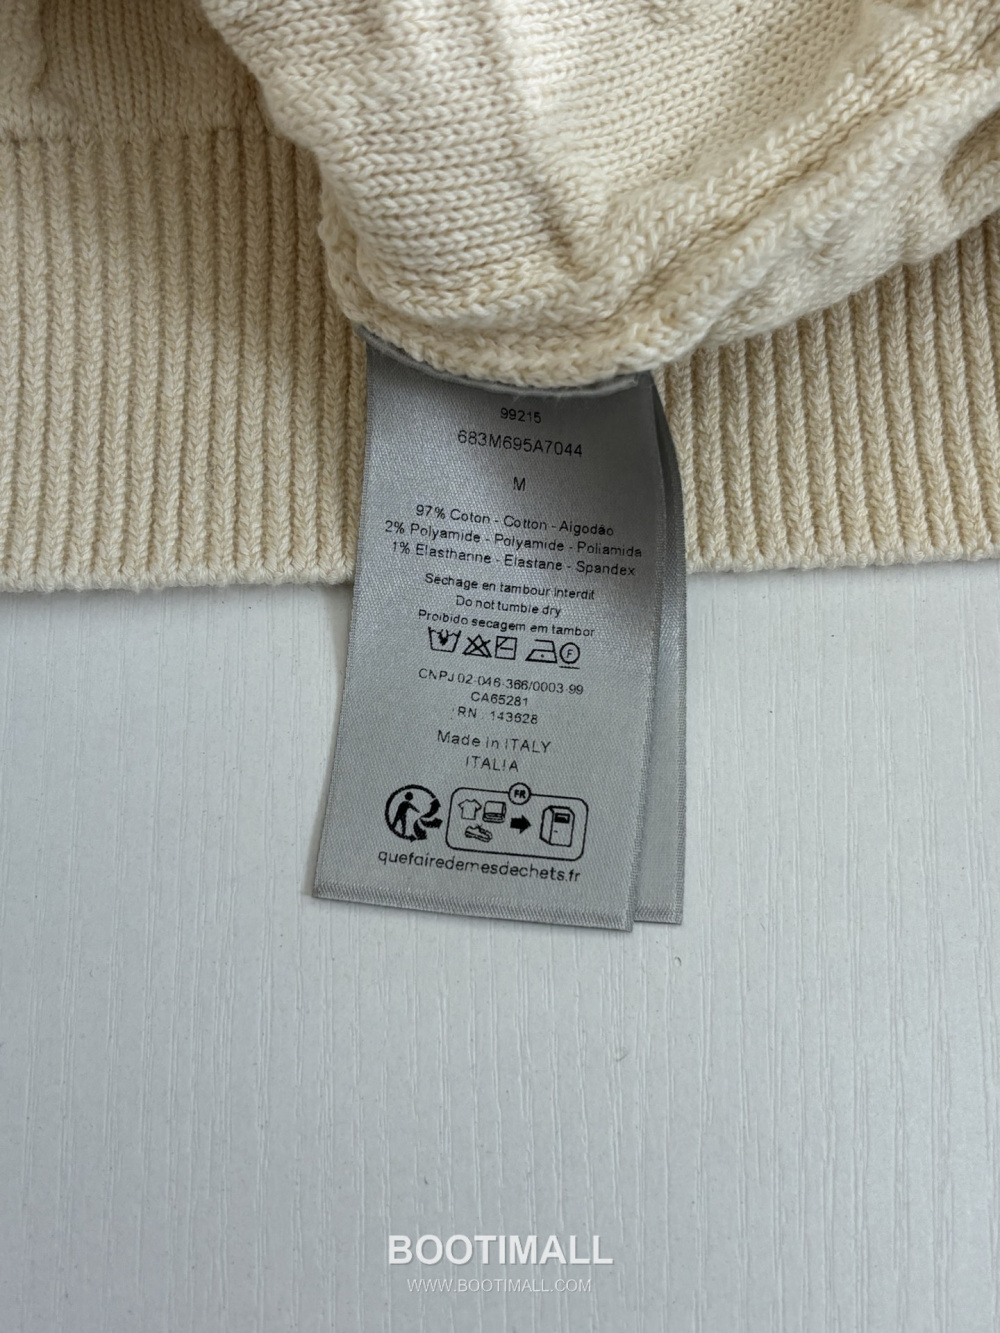 99215
683M695A7044
M
97% Coton - Cotton - Algodão
2% Polyamide - Polyamide - Poliamida
1% Elasthanne - Elastane - Spandex
Séchage en tambour interdit
Do not tumble dry
Proibido secagem em tambor
F
CNPJ 02-046-366/0003-99
CA65281
RN : 143628
Made in ITALY
ITALIA
FR
quefairedemesdechets.fr
BOOTIMALL
WWW.BOOTIMALL.COM